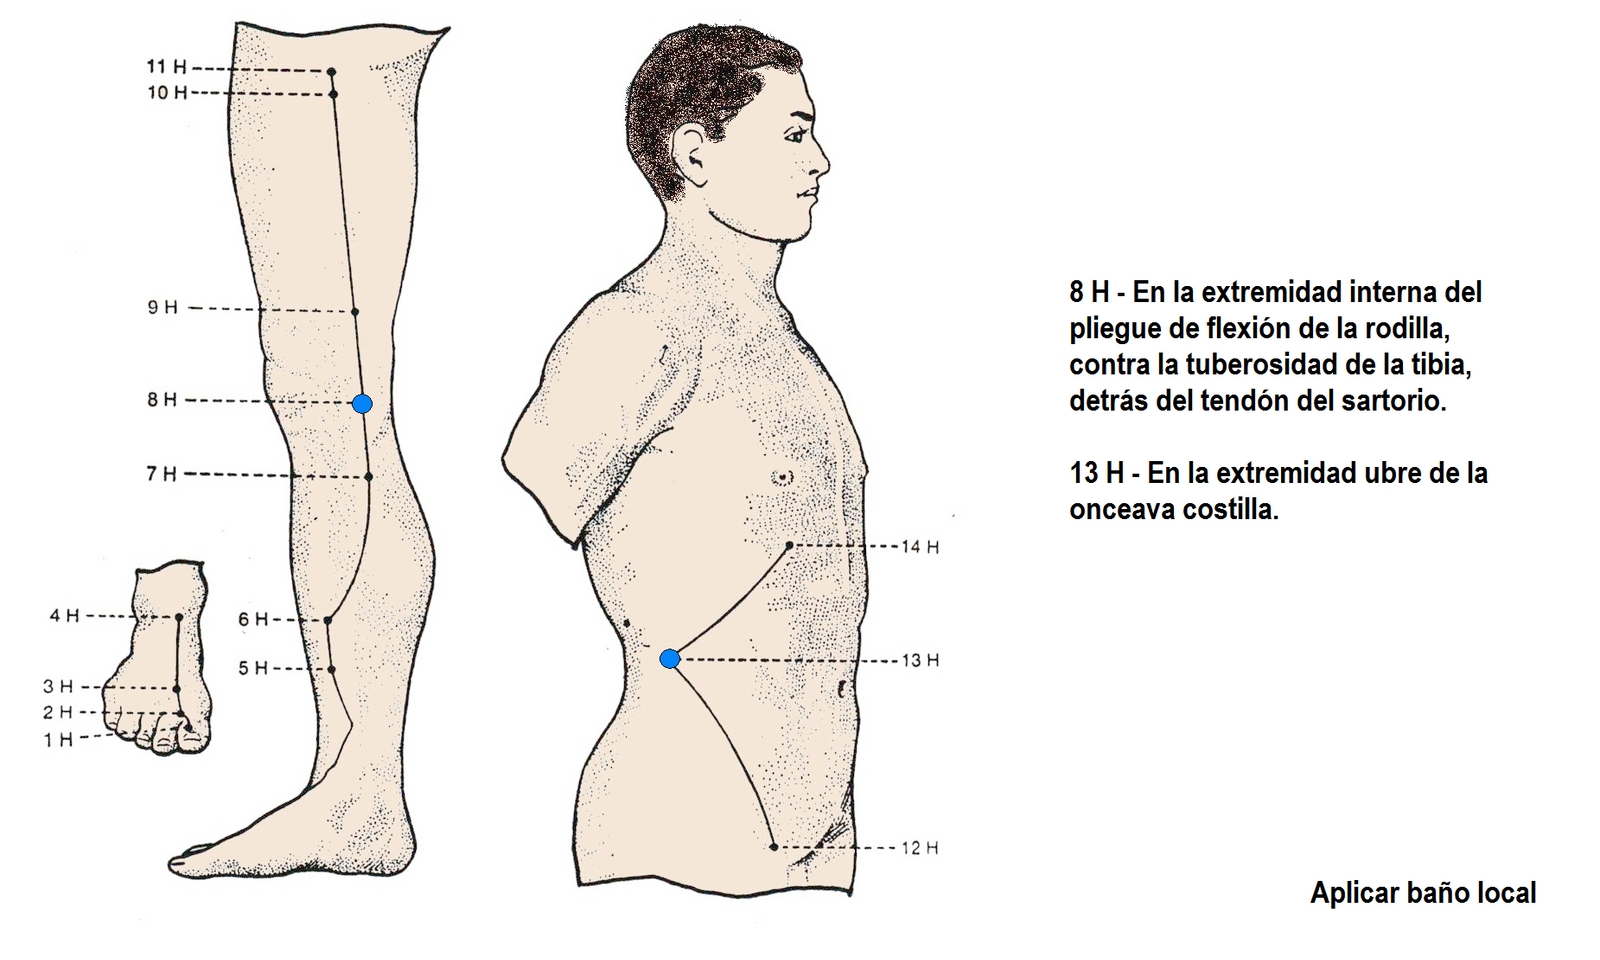 11 H
10 H
9 H
8 H
7 H
6 H
5 H
4 H
3 H
2 H
1 H
14 H
13 H
12 H
8 H - En la extremidad interna del
pliegue de flexión de la rodilla,
contra la tuberosidad de la tibia,
detrás del tendón del sartorio.
13 H - En la extremidad ubre de la
onceava costilla.
Aplicar baño local